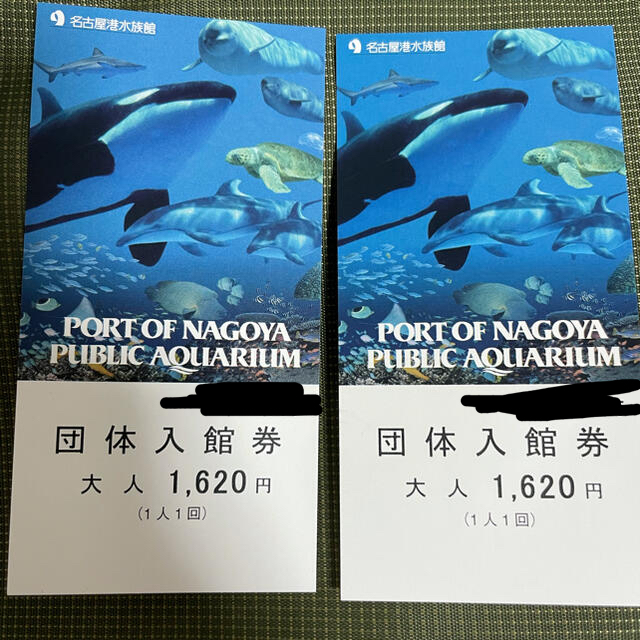 名古屋港水族館
PORT OF NAGOYA
PUBLIC AQUARIUM
団体入館券
大人 1,620円
(1人1回)
名古屋港水族館
PORT OF NAGOYA
PUBLIC AQUARIUM
団体入館券
大人 1,620円
(1人1回)